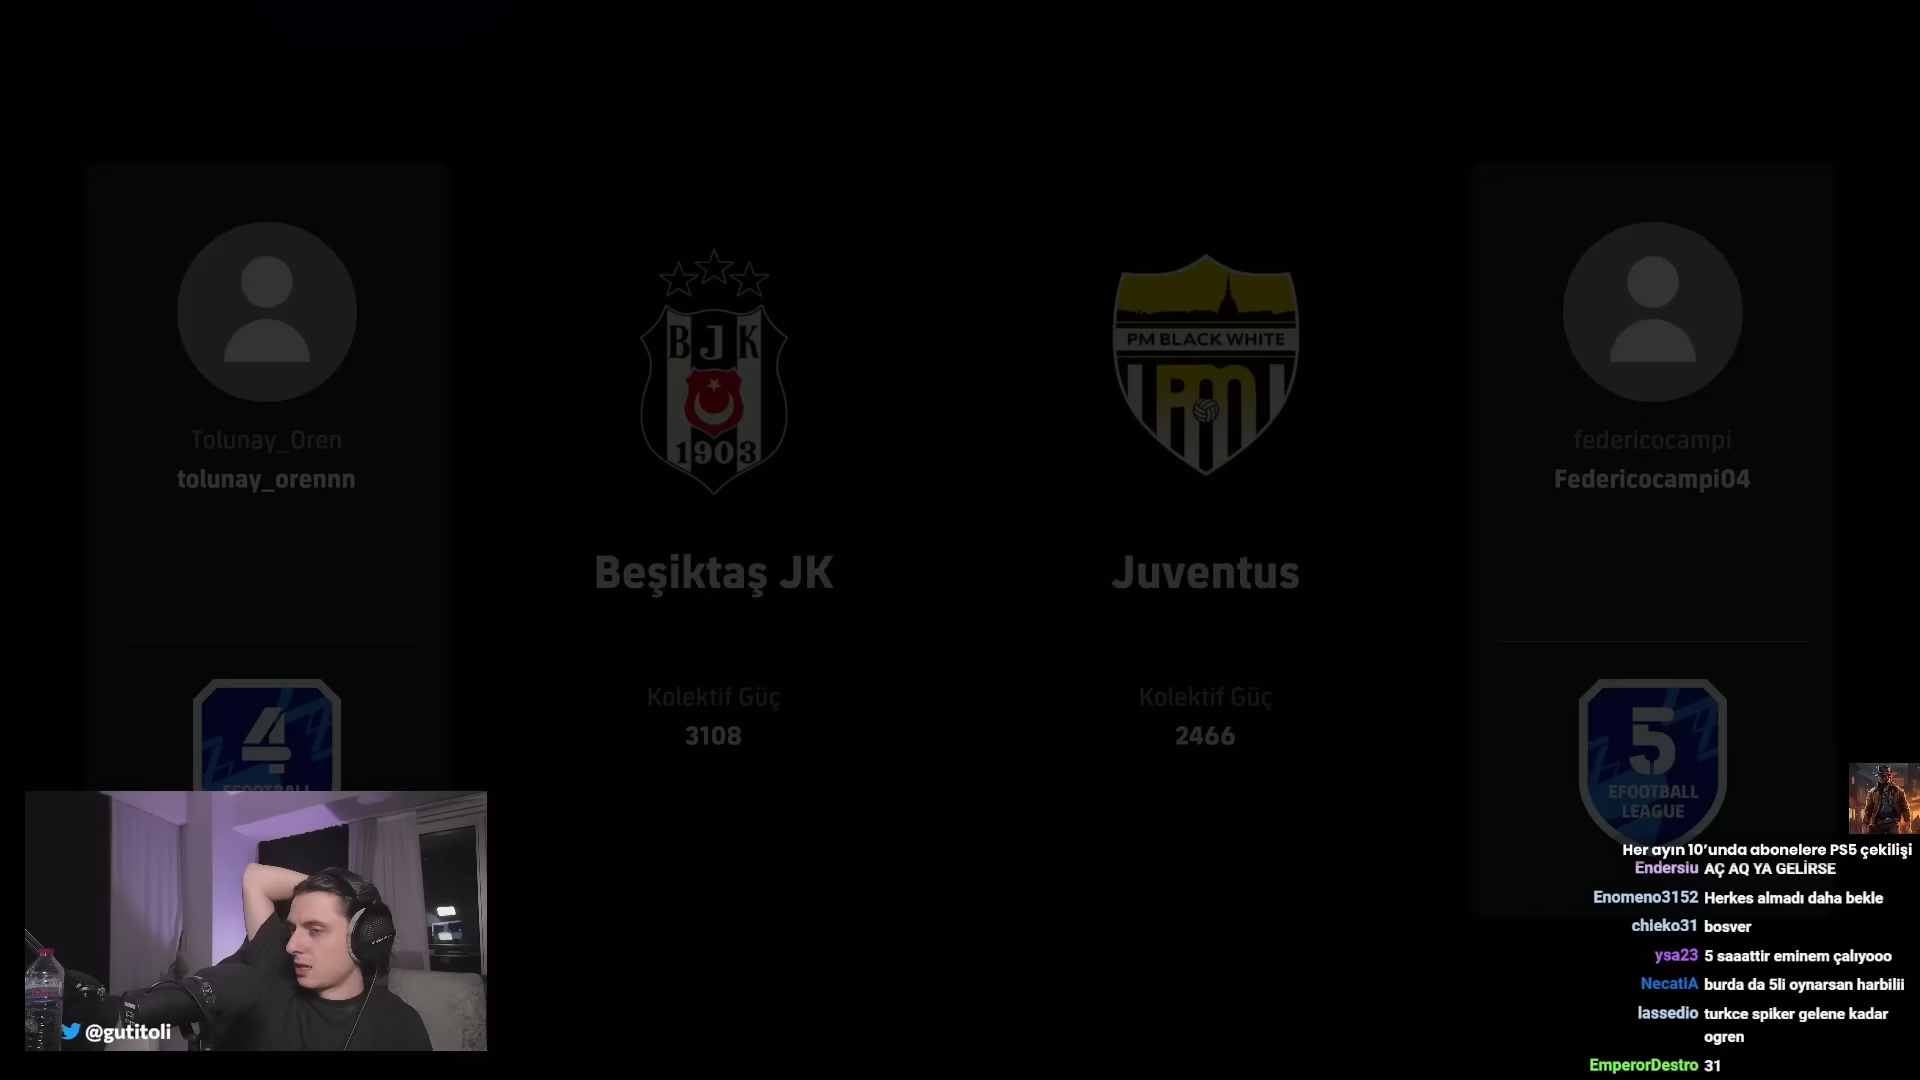 BJK
1903
PM BLACK WHITE
PM
Tolunay_Oren
tolunay_orennn
federicocampi
Federicocampi04
Beşiktaş JK
Juventus
Kolektif Güç
3108
Kolektif Güç
2466
4
EFOOTBALL
5
EFOOTBALL
LEAGUE
@gutitoli
Her ayın 10'unda abonelere PS5 çekilişi
Endersiu AÇ AQ YA GELİRSE
Enomeno3152 Herkes almadı daha bekle
chieko31 bosver
ysa23 5 saaattir eminem çalıyooo
NecatiA burda da 5li oynarsan harbilii
lassedio turkce spiker gelene kadar
ogren
EmperorDestro 31